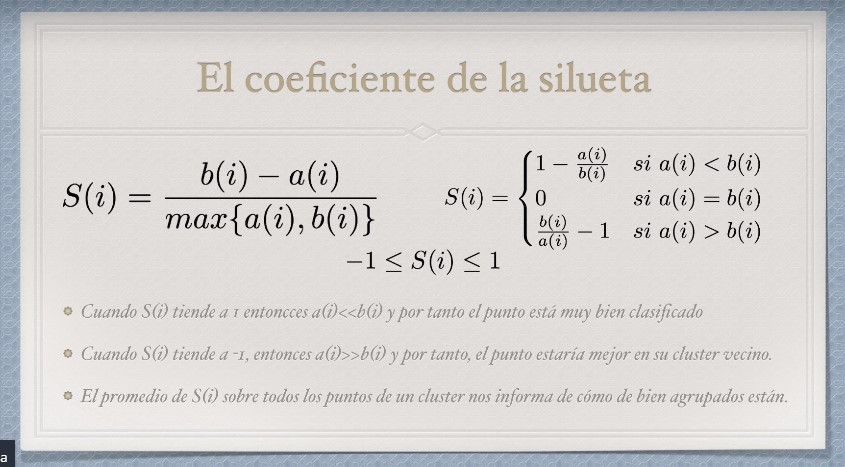 El coeficiente de la silueta
S(i) = \frac{b(i) - a(i)}{max\{a(i), b(i)\}}
S(i) = \begin{cases} 1 - \frac{a(i)}{b(i)} & si\ a(i) < b(i) \\ 0 & si\ a(i) = b(i) \\ \frac{b(i)}{a(i)} - 1 & si\ a(i) > b(i) \end{cases}
−1 ≤ S(i) ≤ 1
Cuando S(i) tiende a 1 entoncces a(i)<<b(i) y por tanto el punto está muy bien clasificado
Cuando S(i) tiende a -1, entonces a(i)>>b(i) y por tanto, el punto estaría mejor en su cluster vecino.
El promedio de S(i) sobre todos los puntos de un cluster nos informa de cómo de bien agrupados están.
a